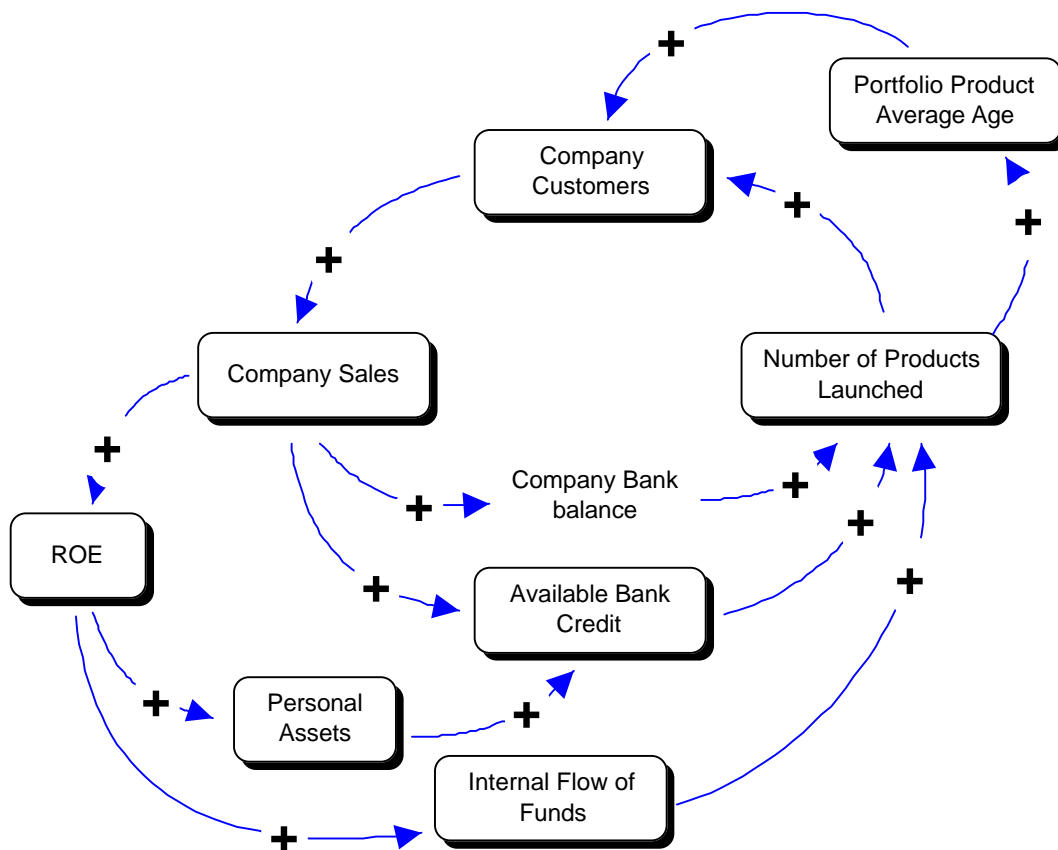 +
Portfolio Product
Average Age
Company
Customers
+
+
+
Company Sales
Number of Products
Launched
+
Company Bank
balance
+
+
+
ROE
+
Available Bank
Credit
+
Personal
Assets
+
+
Internal Flow of
Funds
+